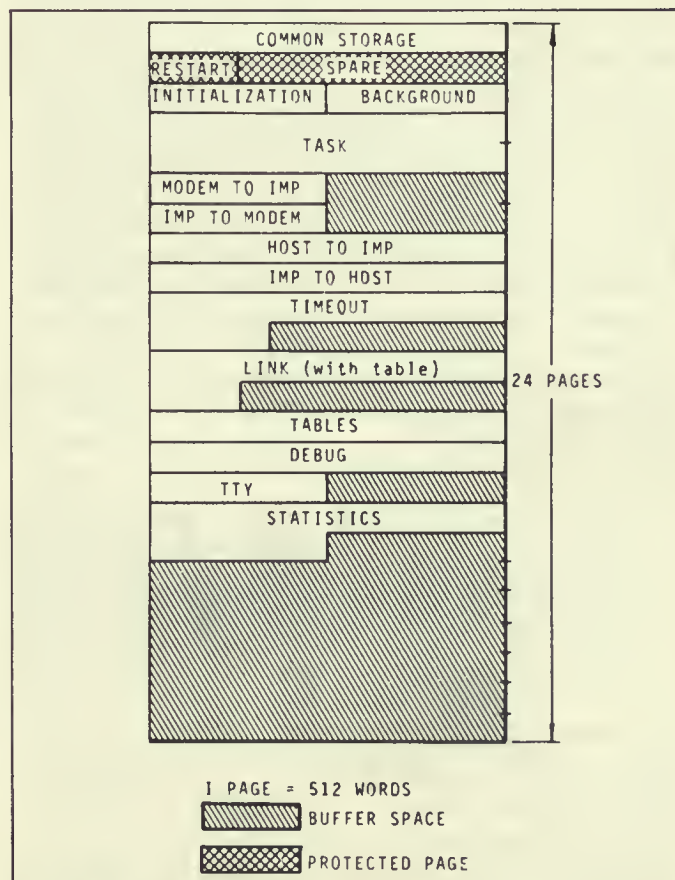 COMMON STORAGE
RESTART SPARE
INITIALIZATION BACKGROUND
TASK
MODEM TO IMP
IMP TO MODEM
HOST TO IMP
IMP TO HOST
TIMEOUT
LINK (with table)
24 PAGES
TABLES
DEBUG
TTY
STATISTICS
I PAGE = 512 WORDS
BUFFER SPACE
PROTECTED PAGE